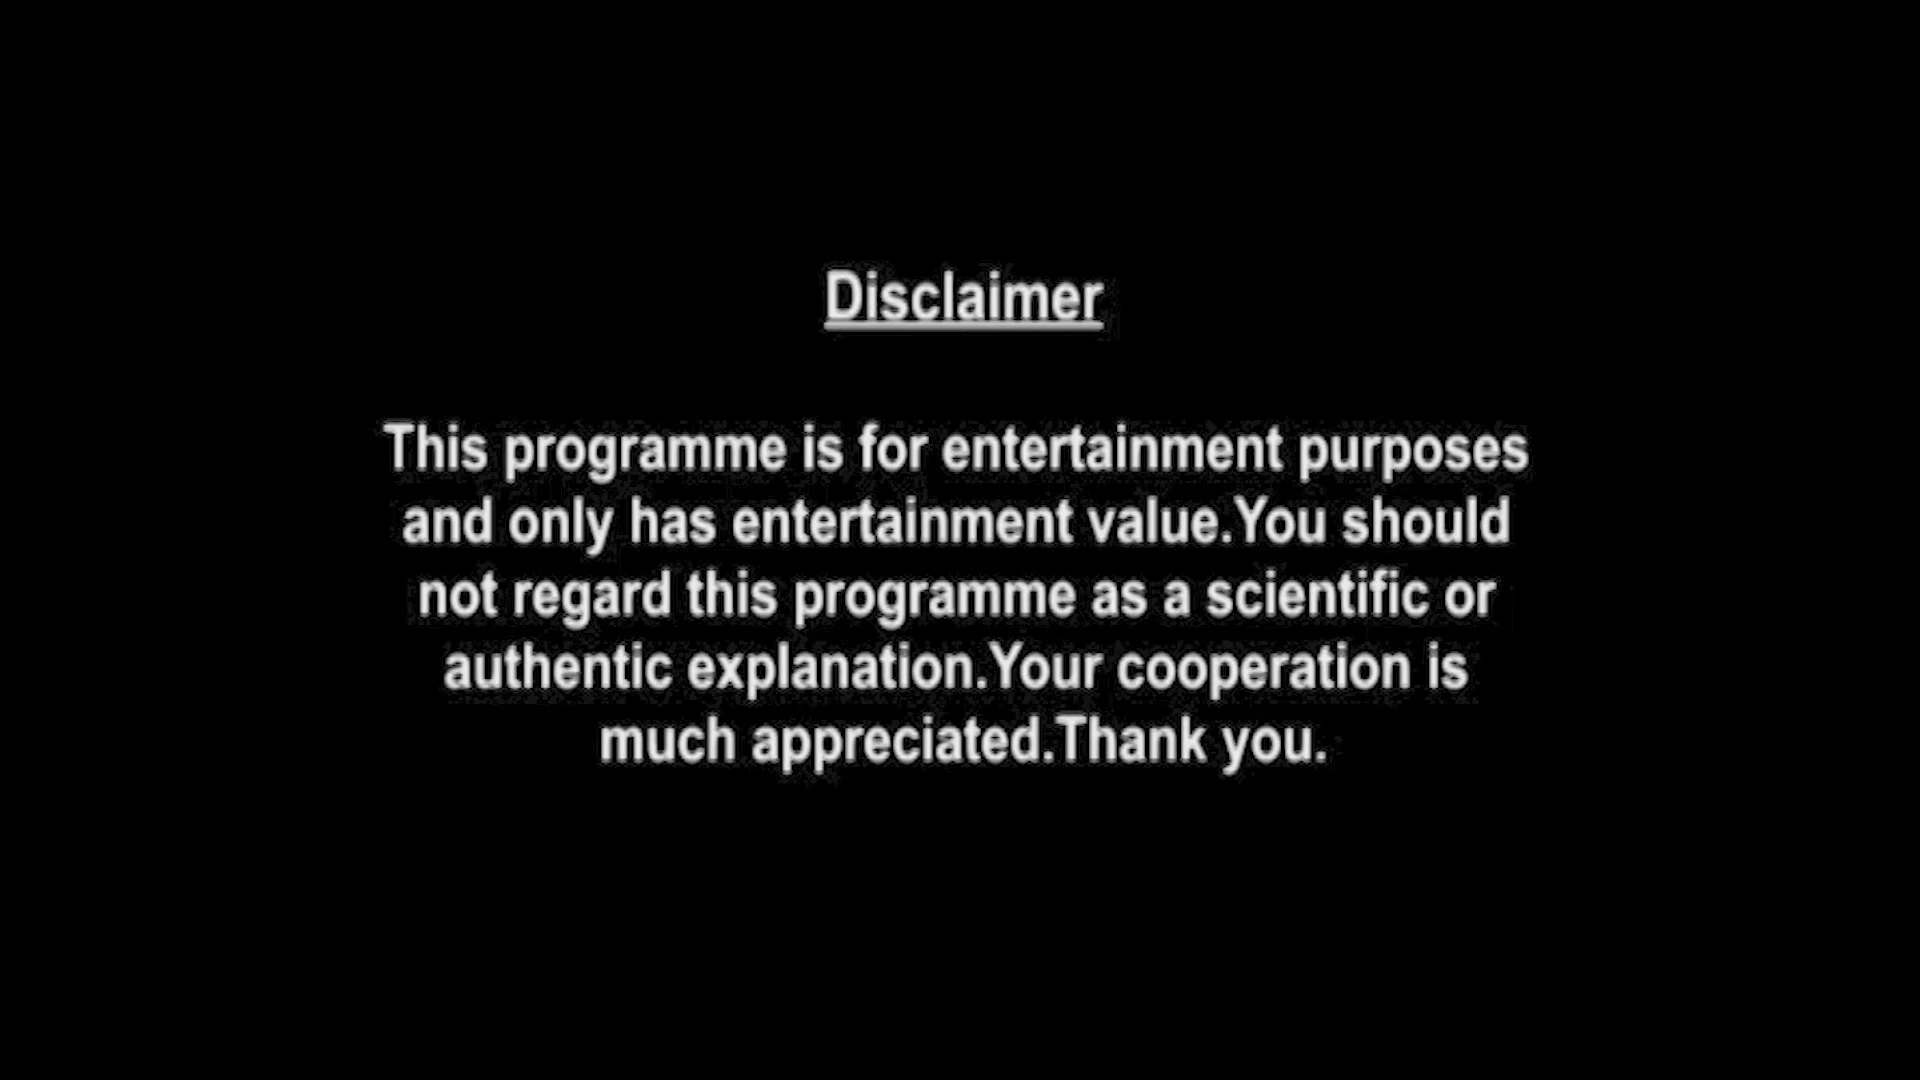 Disclaimer
This programme is for entertainment purposes
and only has entertainment value.You should
not regard this programme as a scientific or
authentic explanation.Your cooperation is
much appreciated.Thank you.